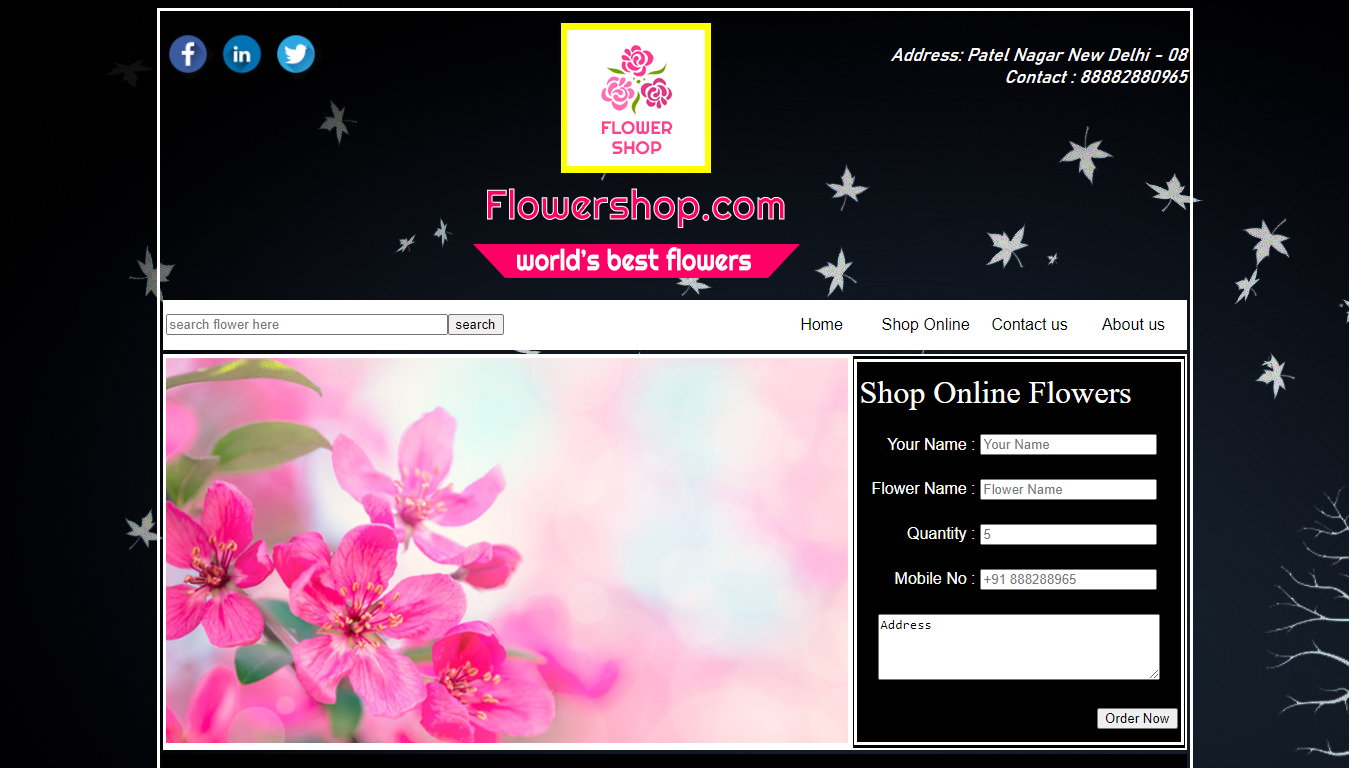 f
in
Address: Patel Nagar New Delhi - 08
Contact : 88882880965
FLOWER
SHOP
Flowershop.com
world's best flowers
search flower here
search
Home
Shop Online
Contact us
About us
Shop Online Flowers
Your Name :
Your Name
Flower Name :
Flower Name
Quantity :
5
Mobile No :
+91 888288965
Address
Order Now